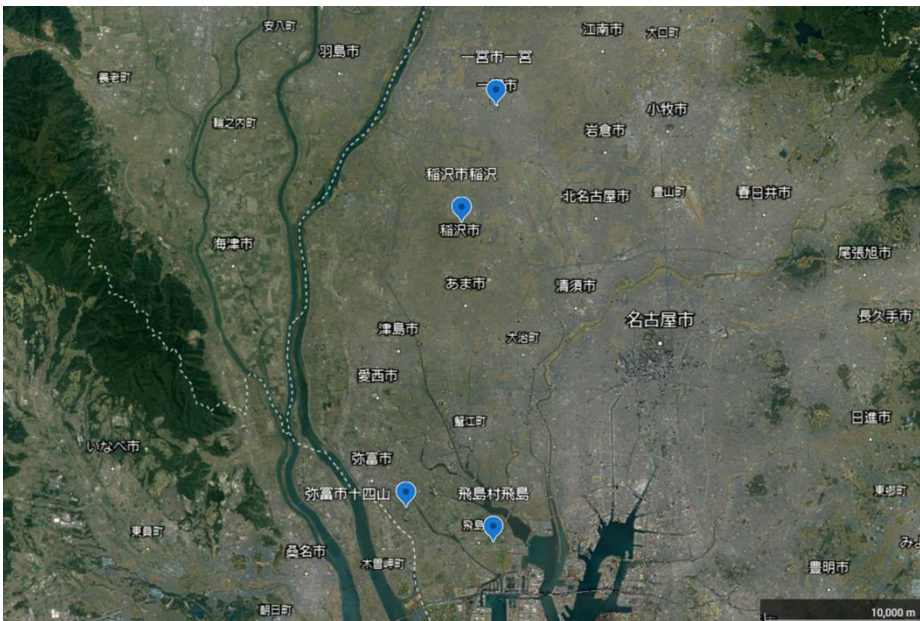 安八町
羽島市
江南市
大口町
一宮市一宮
養老町
小牧市
輪之内町
岩倉市
稲沢市稲沢
北名古屋市
豊山町
春日井市
稲沢市
海津市
尾張旭市
あま市
清須市
長久手市
名古屋市
津島市
大治町
愛西市
日進市
蟹江町
いなべ市
弥富市
東郷町
弥富市十四山
飛島村飛島
飛島
東員町
桑名市
木曽岬町
豊明市
朝日町
10,000 m